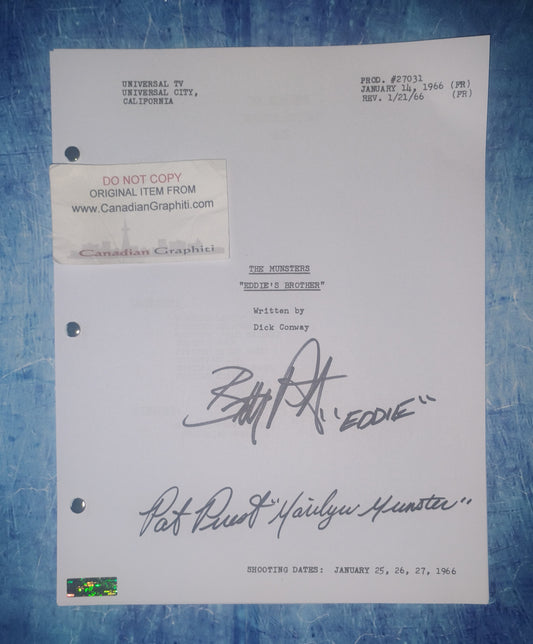 UNIVERSAL TV
UNIVERSAL CITY,
CALIFORNIA
PROD. #27031
JANUARY 14, 1966 (FR)
REV. 1/21/66 (FR)
DO NOT COPY
ORIGINAL ITEM FROM
www.CanadianGraphiti.com
Canadian Graphiti
THE MUNSTERS
"EDDIE'S BROTHER"
Written by
Dick Conway
"EDDIE"
Pat Priest "Marilyn Munster"
SHOOTING DATES: JANUARY 25, 26, 27, 1966